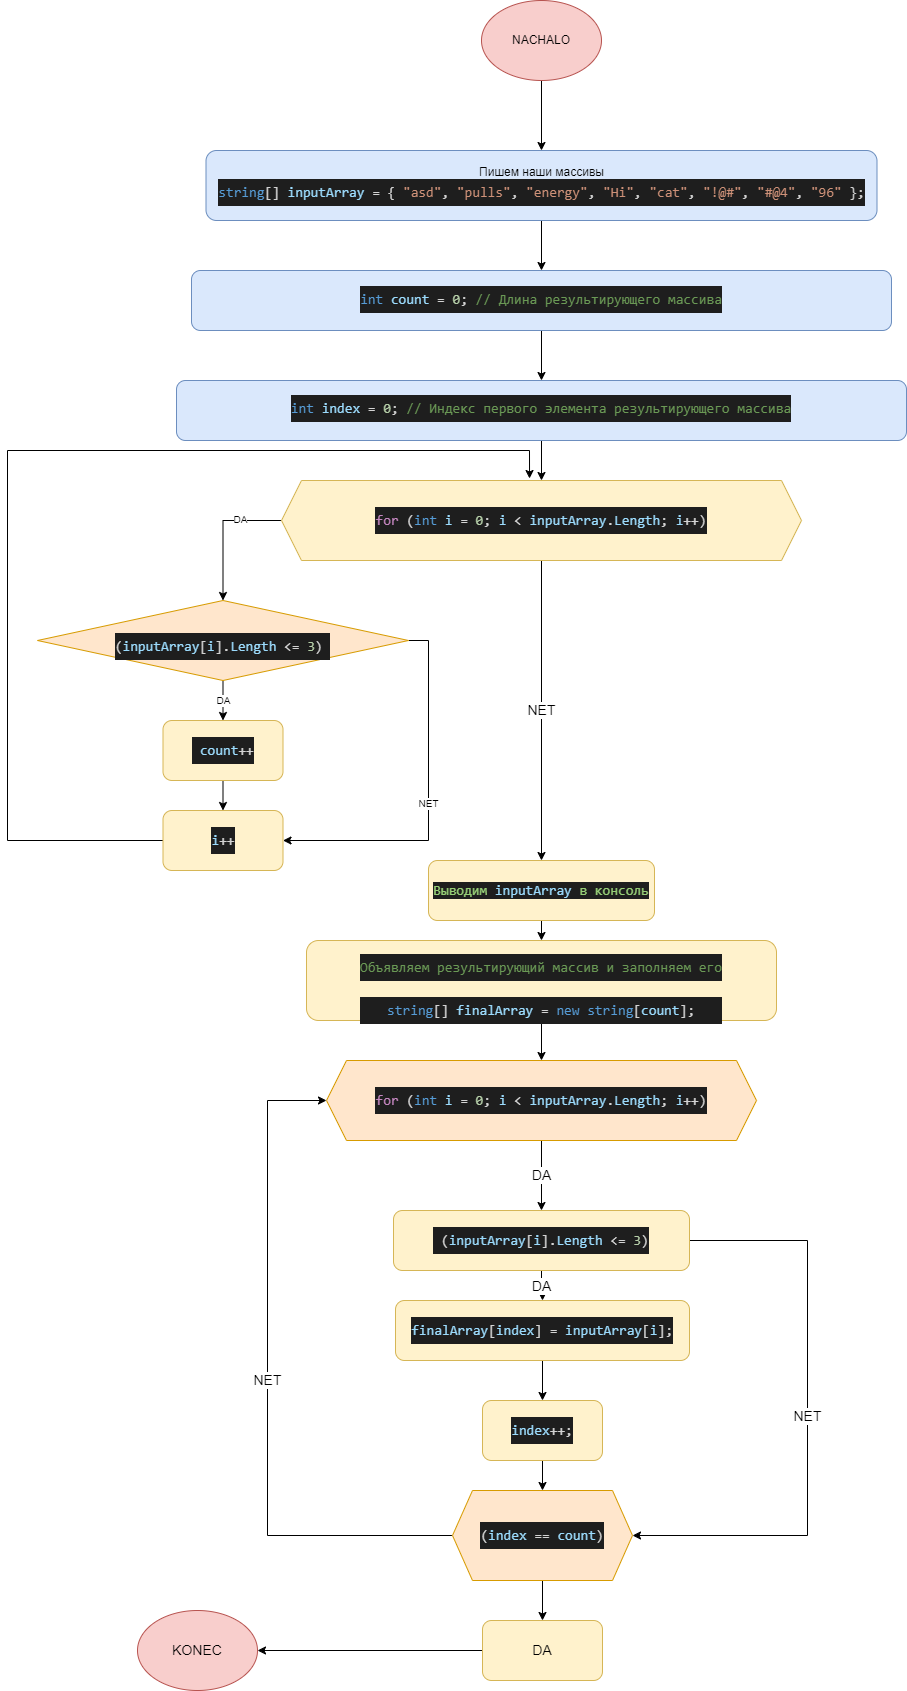 NACHALO
Пишем наши массивы
string[] inputArray = { "asd", "pulls", "energy", "Hi", "cat", "!@#", "#@4", "96" };
int count = 0; // Длина результирующего массива
int index = 0; // Индекс первого элемента результирующего массива
for (int i = 0; i < inputArray.Length; i++)
DA
(inputArray[i].Length <= 3)
DA
NET
count++
NET
i++
Выводим inputArray в консоль
Объявляем результирующий массив и заполняем его
string[] finalArray = new string[count];
for (int i = 0; i < inputArray.Length; i++)
DA
(inputArray[i].Length <= 3)
DA
finalArray[index] = inputArray[i];
NET
NET
index++;
(index == count)
KONEC
DA